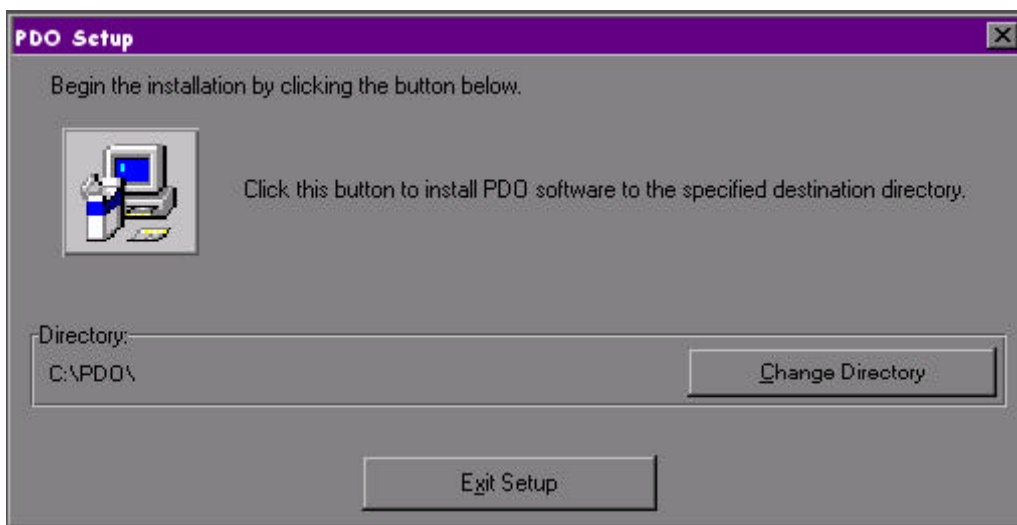 PDO Setup
Begin the installation by clicking the button below.
Click this button to install PDO software to the specified destination directory.
Directory:
C:\PDO\
Change Directory
Exit Setup